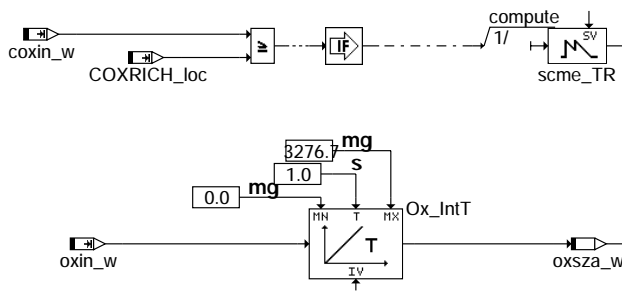 compute
coxin_w
≥
IF
1/
SV
COXRICH_loc
scme_TR
3276.7
mg
1.0
s
0.0
mg
Ox_IntT
MN
T
MX
T
oxin_w
IV
oxsza_w